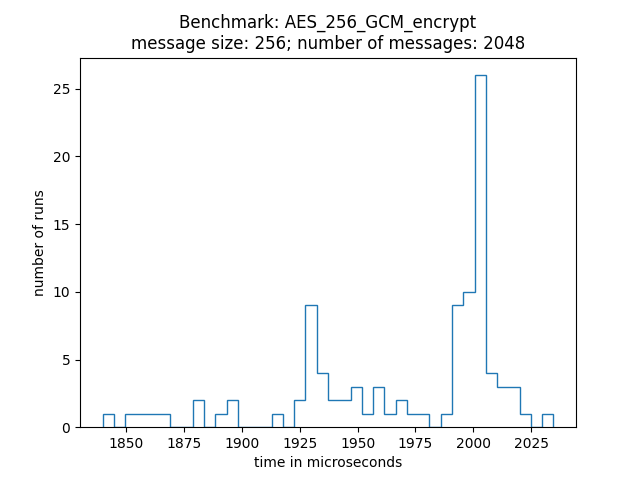 Benchmark: AES_256_GCM_encrypt
message size: 256; number of messages: 2048
25
20
15
10
5
0
number of runs
1850 1875 1900 1925 1950 1975 2000 2025
time in microseconds